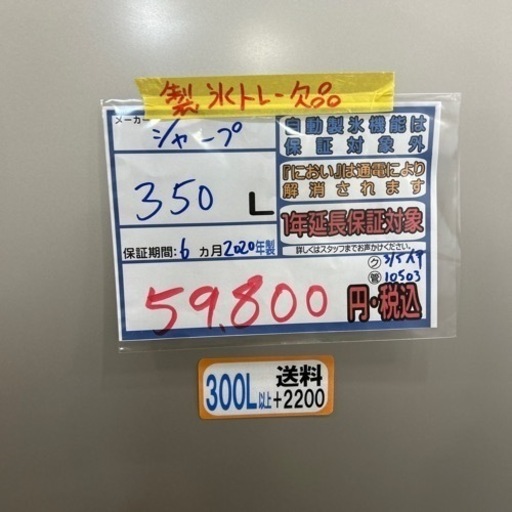 製氷トレー欠品
メーカー
シャープ
自動製氷機能は
保証対象外
350 L
『におい』は通電により
解消されます
1年延長保証対象
保証期間:6ヵ月 2020年製
詳しくはスタッフまでお声かけください。
ク
管 10503
59,800 円・税込
300L以上 送料+2200